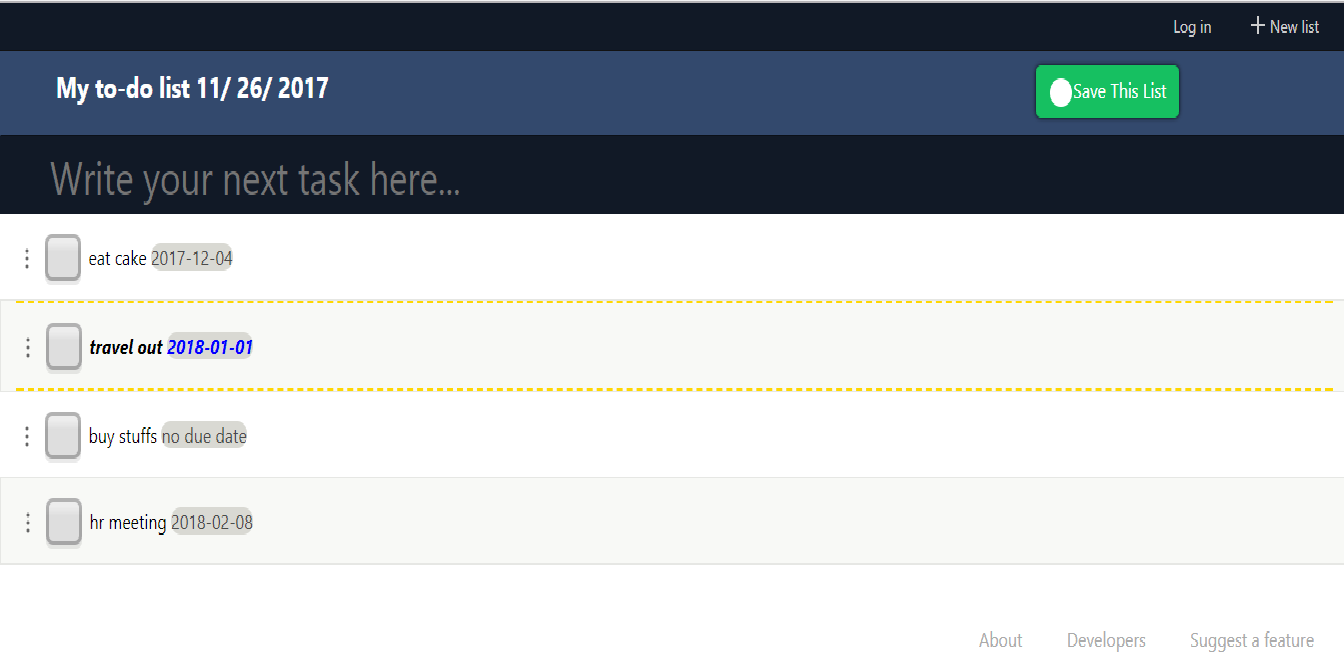 Log in + New list
My to-do list 11/ 26/ 2017 Save This List
Write your next task here...
eat cake 2017-12-04
travel out 2018-01-01
buy stuffs no due date
hr meeting 2018-02-08
About Developers Suggest a feature